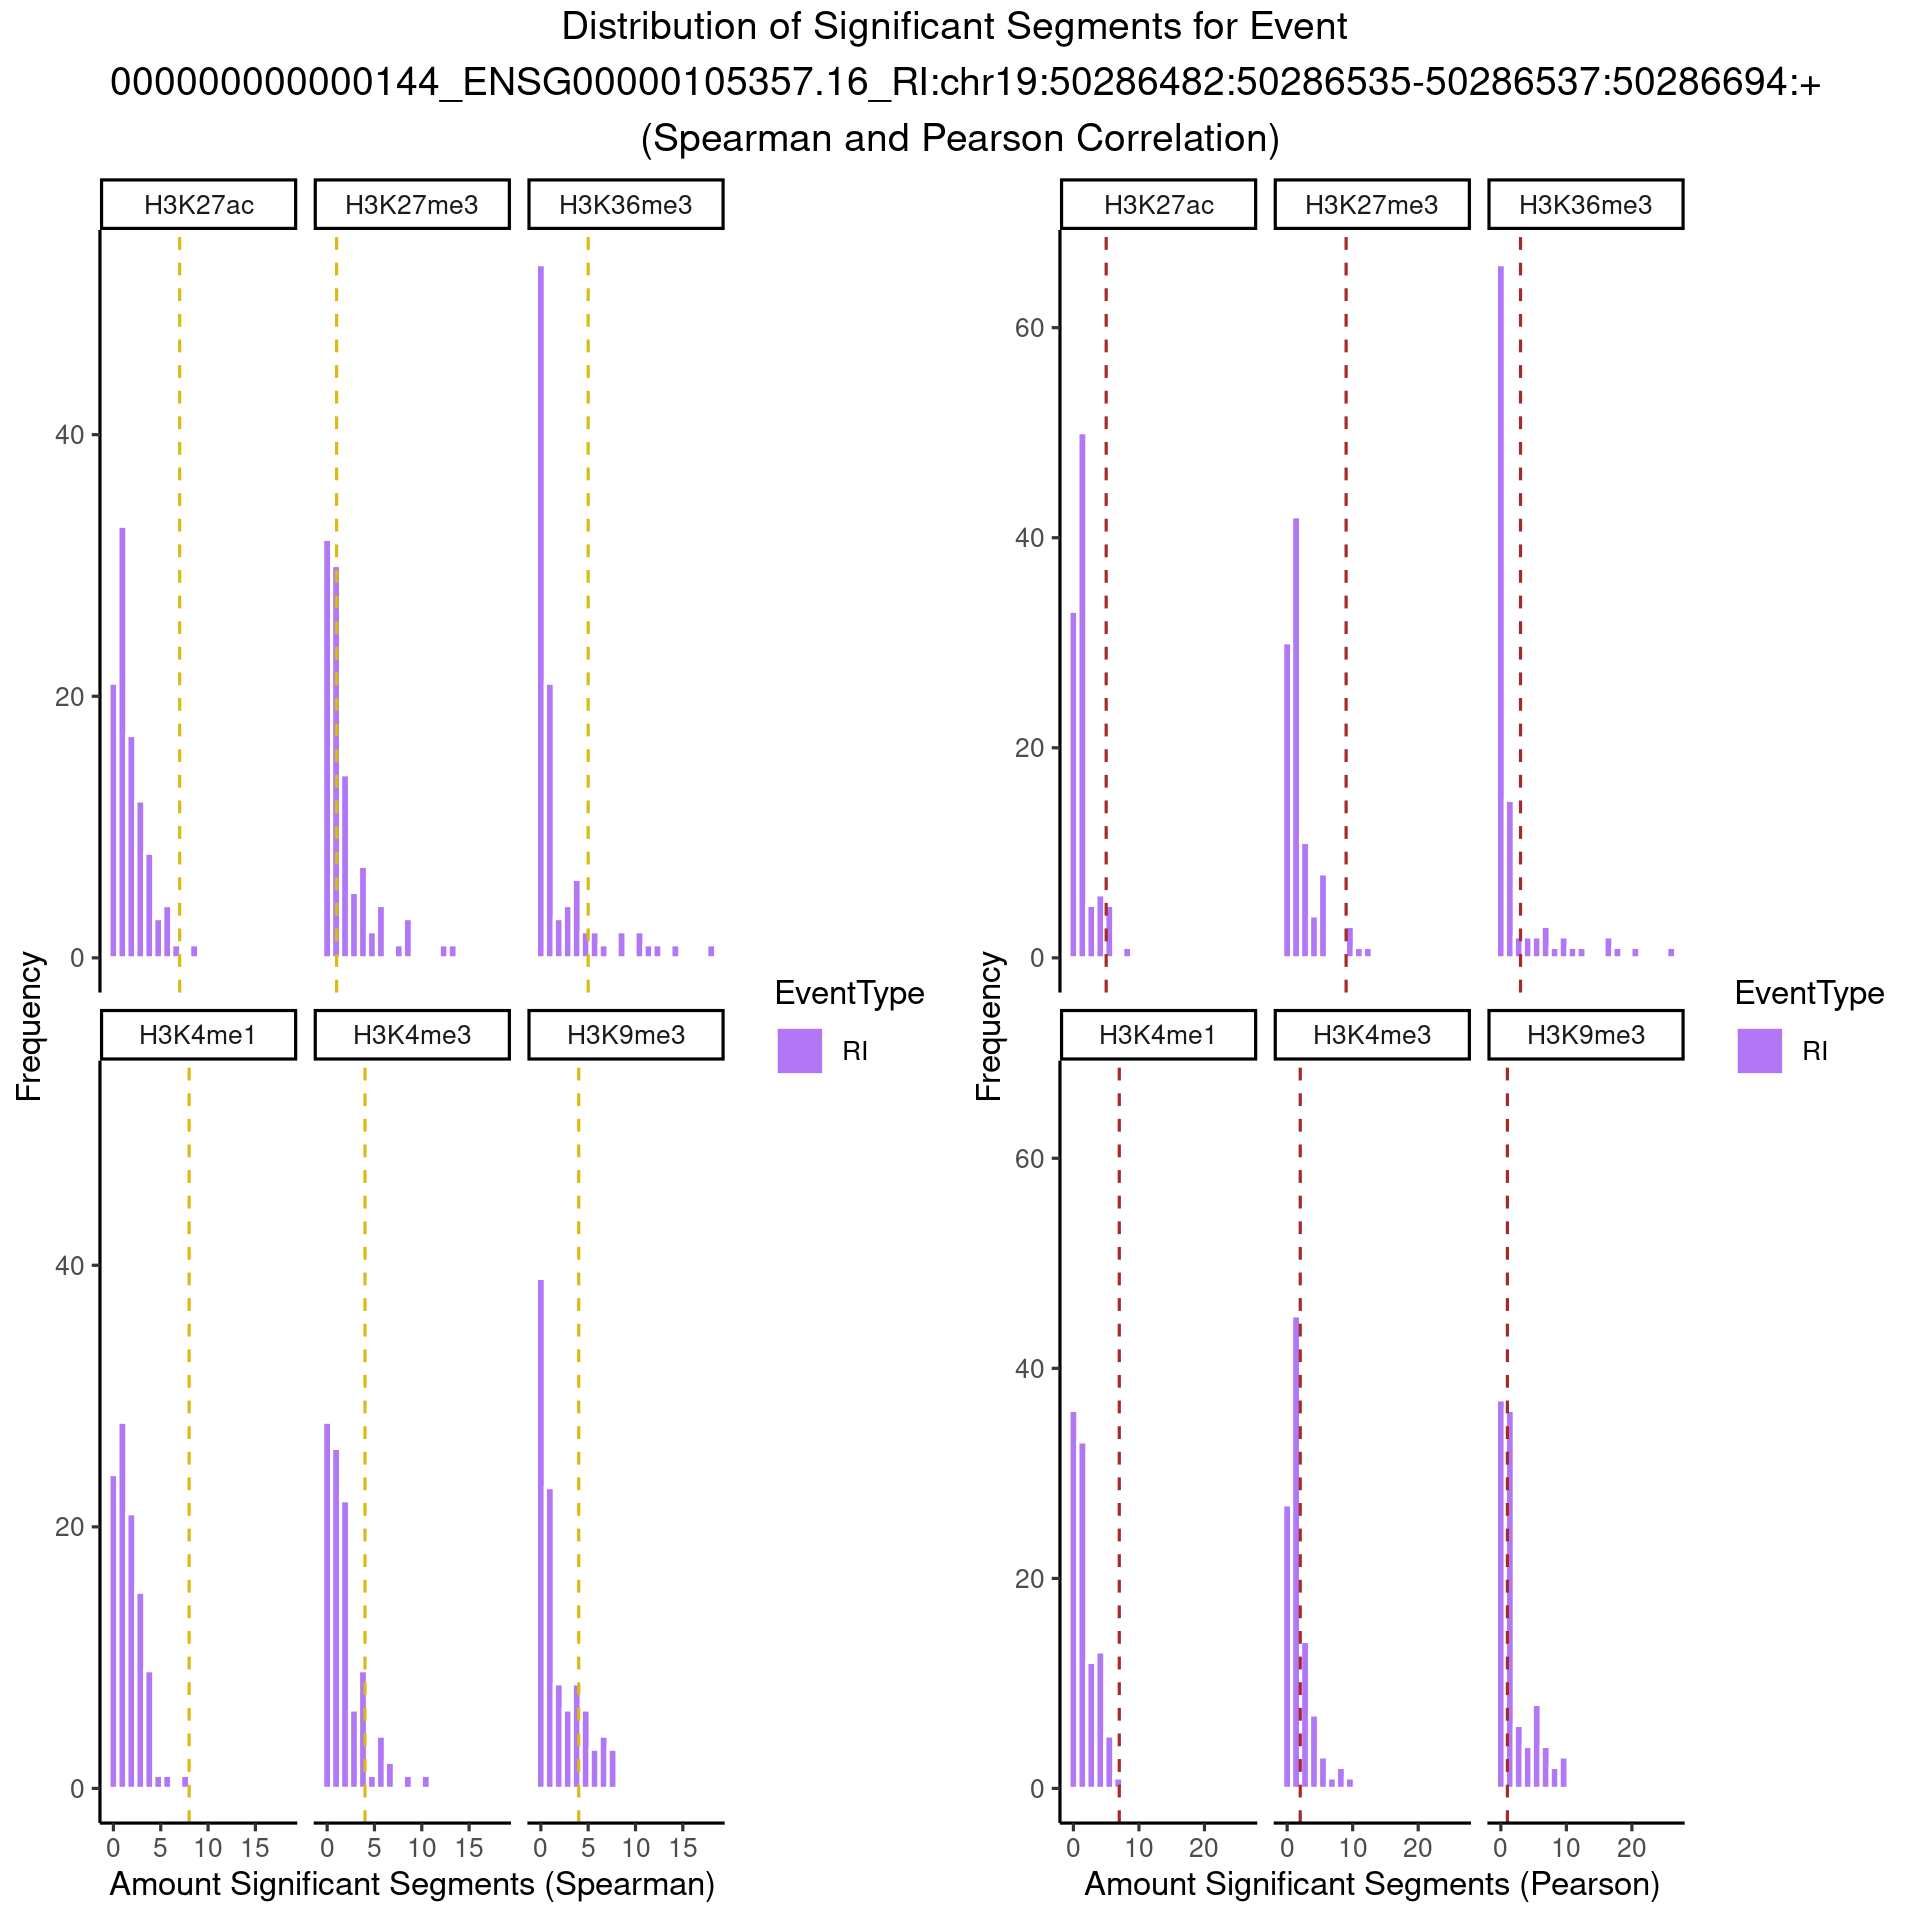 Distribution of Significant Segments for Event
000000000000144_ENSG00000105357.16_RI:chr19:50286482:50286535-50286537:50286694:+
(Spearman and Pearson Correlation)
H3K27ac H3K27me3 H3K36me3
40
20
0
H3K4me1 H3K4me3 H3K9me3
40
20
0
0 5 10 15 0 5 10 15 0 5 10 15
Frequency
Amount Significant Segments (Spearman)
EventType
RI
H3K27ac H3K27me3 H3K36me3
60
40
20
0
H3K4me1 H3K4me3 H3K9me3
60
40
20
0
0 10 20 0 10 20 0 10 20
Frequency
Amount Significant Segments (Pearson)
EventType
RI